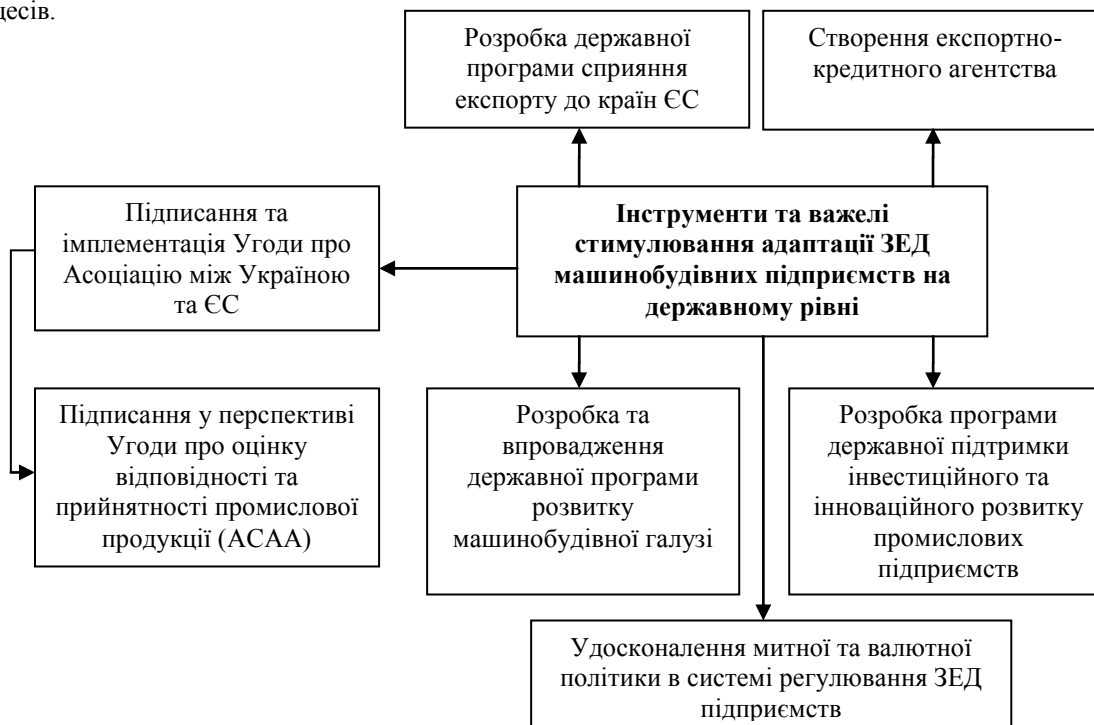 цесів.
Розробка державної
програми сприяння
експорту до країн ЄС
Створення експортно-
кредитного агентства
Підписання та
імплементація Угоди про
Асоціацію між Україною
та ЄС
Інструменти та важелі
стимулювання адаптації ЗЕД
машинобудівних підприємств на
державному рівні
Підписання у перспективі
Угоди про оцінку
відповідності та
прийнятності промислової
продукції (АСАА)
Розробка та
впровадження
державної програми
розвитку
машинобудівної галузі
Розробка програми
державної підтримки
інвестиційного та
інноваційного розвитку
промислових
підприємств
Удосконалення митної та валютної
політики в системі регулювання ЗЕД
підприємств